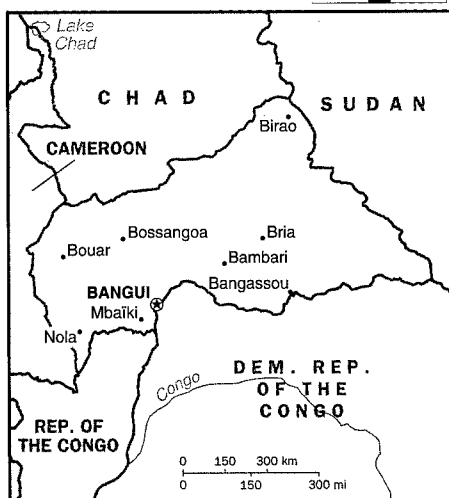 Lake
Chad
CHAD
SUDAN
Birao
CAMEROON
Bossangoa
Bria
Bouar
Bambari
BANGUI
Bangassou
Mbaïki
Nola
DEM. REP.
OF THE
CONGO
Congo
REP. OF
THE CONGO
0 150 300 km
0 150 300 mi